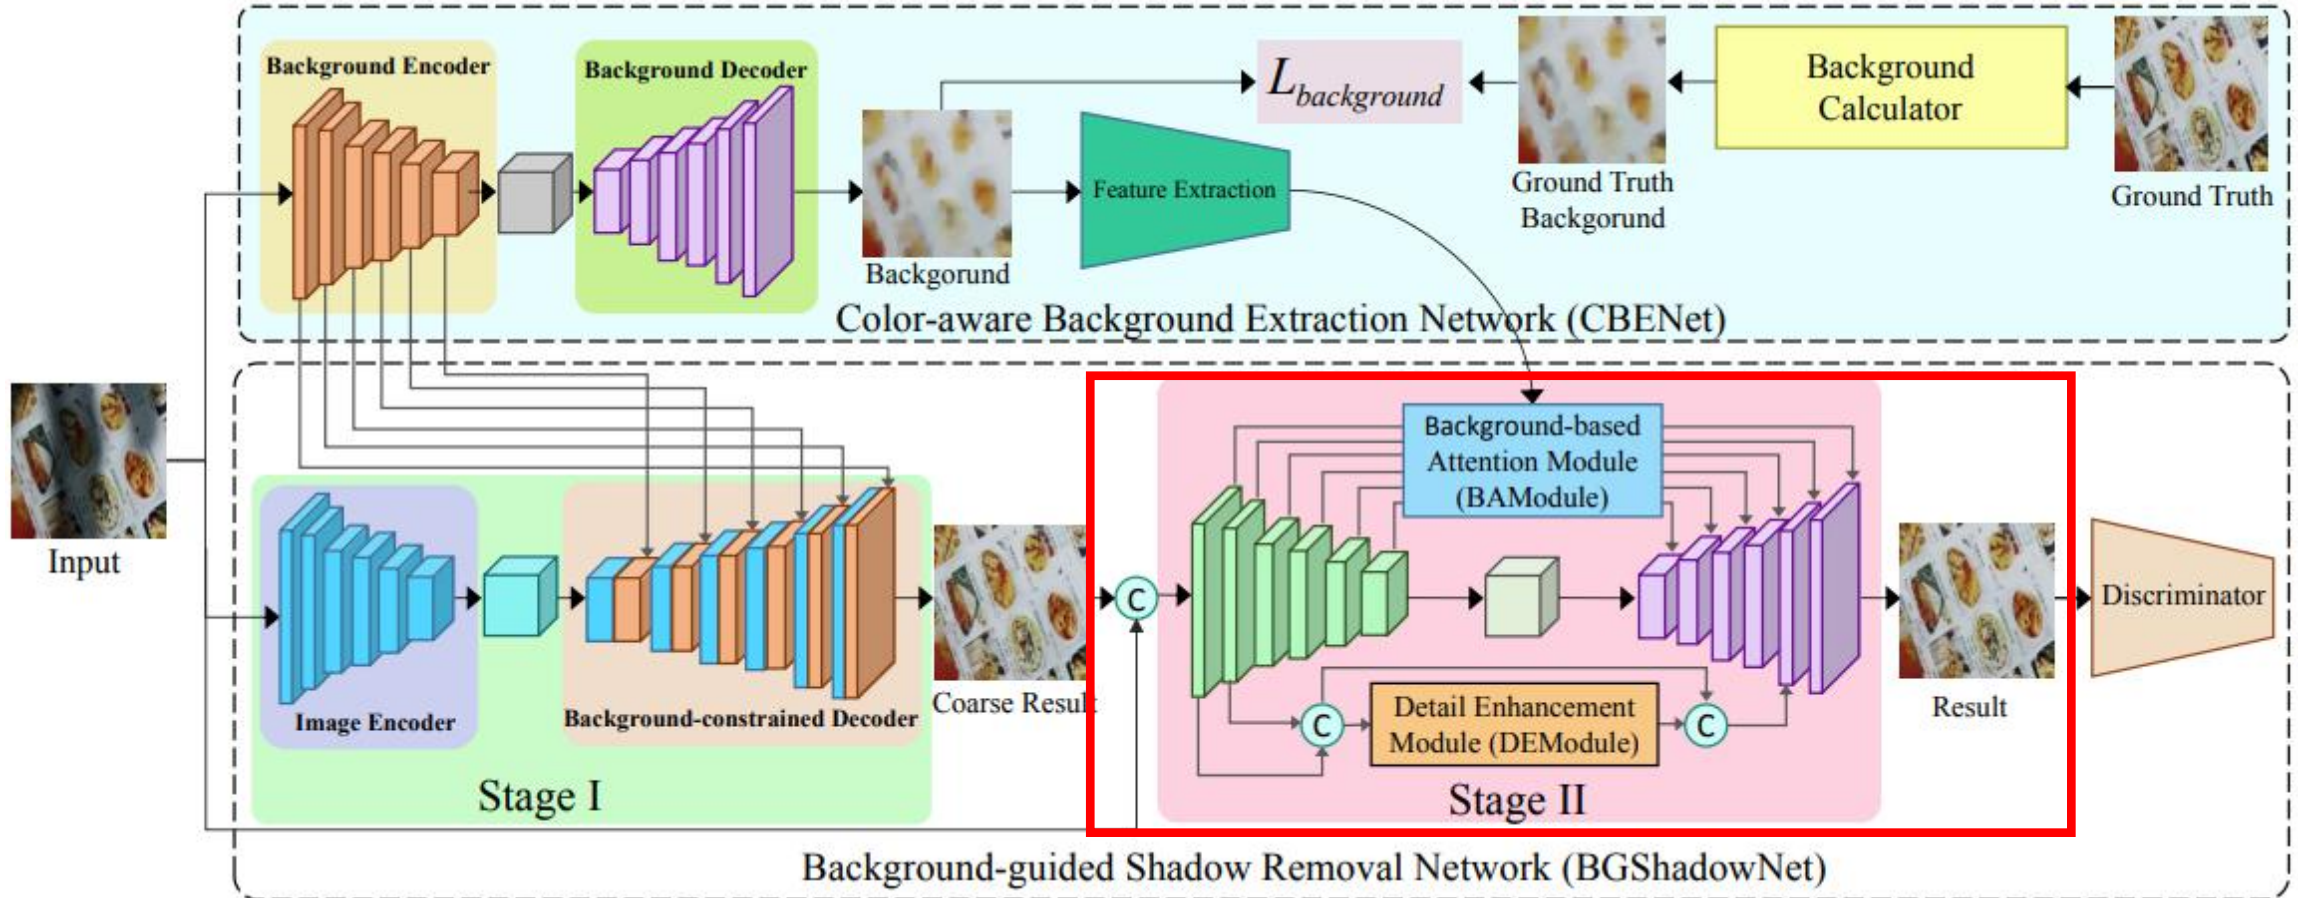 Background Encoder
Background Decoder
L background
Background
Calculator
Feature Extraction
Ground Truth
Backgorund
Ground Truth
Backgorund
Color-aware Background Extraction Network (CBENet)
Input
Background-based
Attention Module
(BAModule)
C
Discriminator
Coarse Result
Result
Image Encoder
Background-constrained Decoder
C
Detail Enhancement
Module (DEModule)
C
Stage I
Stage II
Background-guided Shadow Removal Network (BGShadowNet)